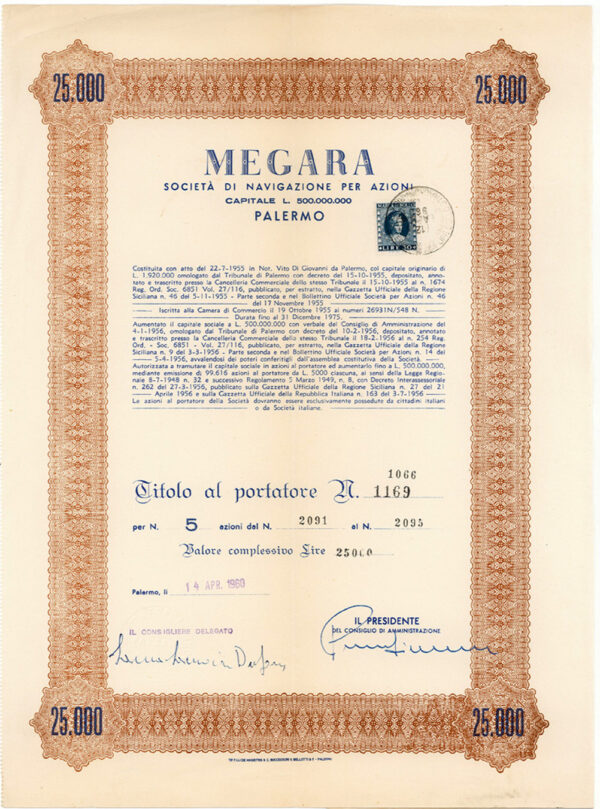 25.000 25.000
MEGARA
SOCIETÀ DI NAVIGAZIONE PER AZIONI
CAPITALE L. 500.000.000
PALERMO
MARCA DA BOLLO
LIRE 50
Costituita con atto del 22-7-1955 in Not. Vito Di Giovanni da Palermo, col capitale originario di
L. 1.920.000 omologato dal Tribunale di Palermo con decreto del 15-10-1955, depositato, anno-
tato e trascritto presso la Cancelleria Commerciale dello stesso Tribunale il 15-10-1955 al n. 1674
Reg. Ord. Soc. 6851 Vol. 27/116, pubblicato, per estratto, nella Gazzetta Ufficiale della Regione
Siciliana n. 46 del 5-11-1955 - Parte seconda e nel Bollettino Ufficiale Società per Azioni n. 46
del 17 Novembre 1955
Iscritta alla Camera di Commercio il 19 Ottobre 1955 ai numeri 26931N/548 N.
Durata fino al 31 Dicembre 1975.
Aumentato il capitale sociale a L. 500.000.000 con verbale del Consiglio di Amministrazione del
4-1-1956, omologato dal Tribunale di Palermo con decreto del 10-2-1956, depositato, annotato
e trascritto presso la Cancelleria Commerciale dello stesso Tribunale il 18-2-1956 al n. 254 Reg.
Ord. - Soc. 6851 Vol. 27/116, pubblicato, per estratto, nella Gazzetta Ufficiale della Regione
Siciliana n. 9 del 3-3-1956 - Parte seconda e nel Bollettino Ufficiale Società per Azioni n. 14 del
5-4-1956, avvalendosi dei poteri conferitigli dall'assemblea costitutiva della Società.
Autorizzata a tramutare il capitale sociale in azioni al portatore ed aumentarlo fino a L. 500.000.000,
mediante emissione di 99.616 azioni al portatore da L. 5000 ciascuna, ai sensi della Legge Regio-
nale 8-7-1948 n. 32 e successivo Regolamento 5 Marzo 1949, n. 8, con Decreto Interassessoriale
n. 262 del 27-3-1956, pubblicato sulla Gazzetta Ufficiale della Regione Siciliana n. 27 del 21
Aprile 1956 e sulla Gazzetta Ufficiale della Repubblica Italiana n. 163 del 3-7-1956
Le azioni al portatore della Società dovranno essere esclusivamente possedute da cittadini italiani
o da Società italiane.
1066
Titolo al portatore N. 1169
per N. 5 azioni dal N. 2091 al N. 2095
Valore complessivo Lire 25000
Palermo, li 14 APR. 1960
IL CONSIGLIERE DELEGATO
IL PRESIDENTE
DEL CONSIGLIO DI AMMINISTRAZIONE
25.000 25.000